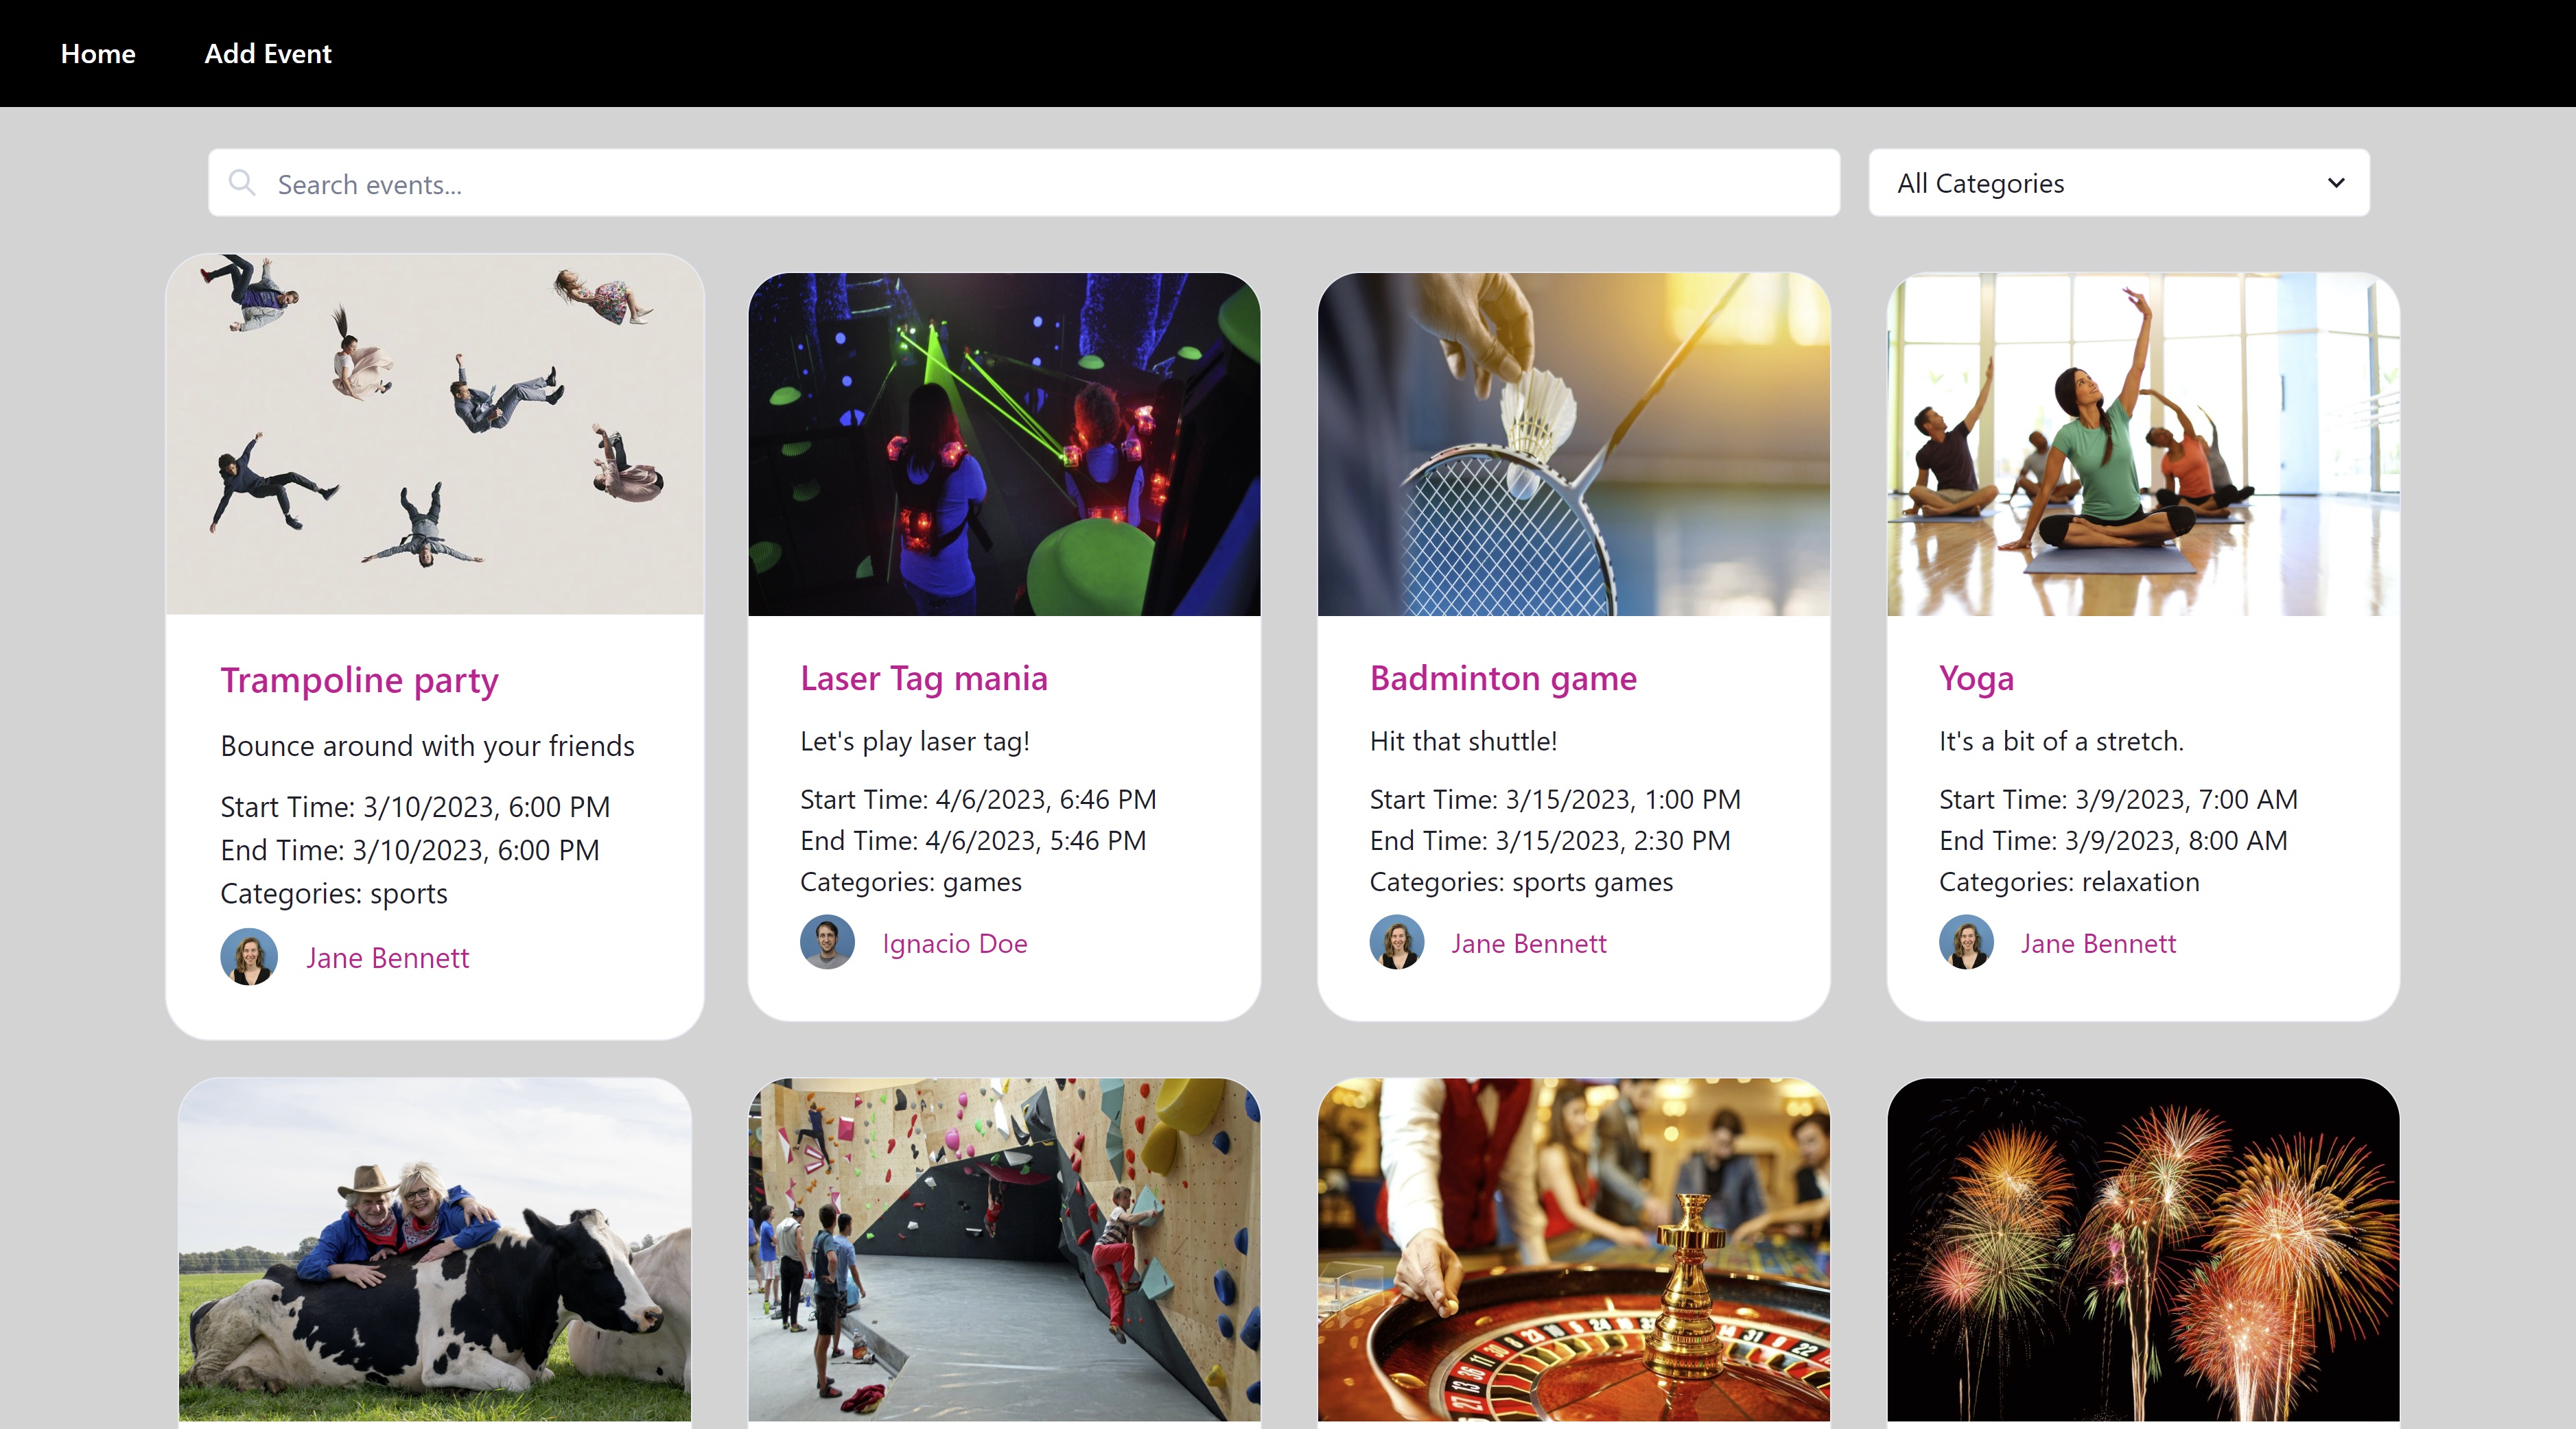 Home
Add Event
Search events...
All Categories
Trampoline party
Bounce around with your friends
Start Time: 3/10/2023, 6:00 PM
End Time: 3/10/2023, 6:00 PM
Categories: sports
Jane Bennett
Laser Tag mania
Let's play laser tag!
Start Time: 4/6/2023, 6:46 PM
End Time: 4/6/2023, 5:46 PM
Categories: games
Ignacio Doe
Badminton game
Hit that shuttle!
Start Time: 3/15/2023, 1:00 PM
End Time: 3/15/2023, 2:30 PM
Categories: sports games
Jane Bennett
Yoga
It's a bit of a stretch.
Start Time: 3/9/2023, 7:00 AM
End Time: 3/9/2023, 8:00 AM
Categories: relaxation
Jane Bennett